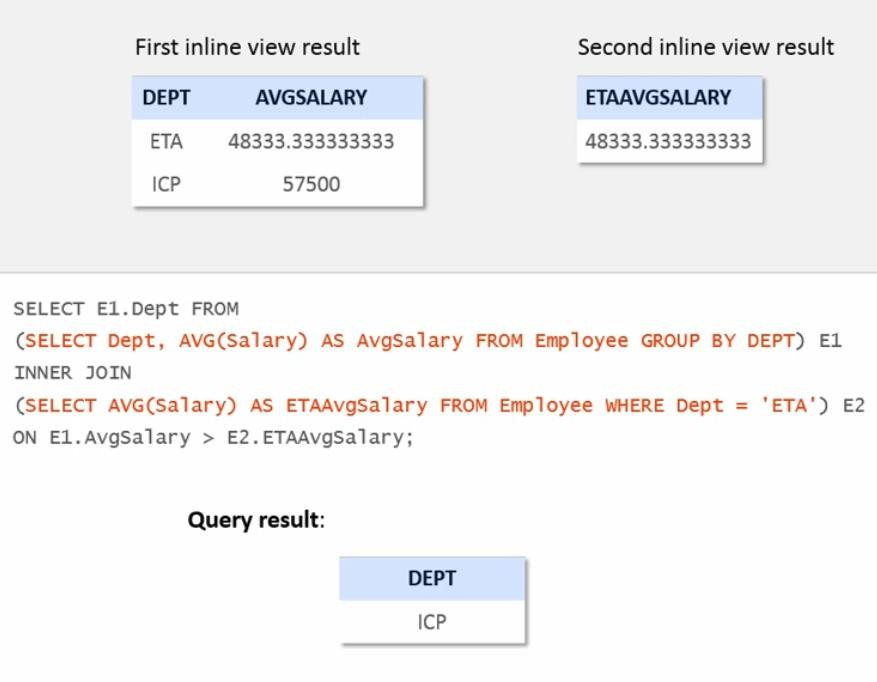 First inline view result
Second inline view result
DEPT AVGSALARY
ETA 48333.333333333
ICP 57500
ETAAVGSALARY
48333.333333333
SELECT E1.Dept FROM
(SELECT Dept, AVG(Salary) AS AvgSalary FROM Employee GROUP BY DEPT) E1
INNER JOIN
(SELECT AVG(Salary) AS ETAAvgSalary FROM Employee WHERE Dept = 'ETA') E2
ON E1.AvgSalary > E2.ETAAvgSalary;
Query result:
DEPT
ICP